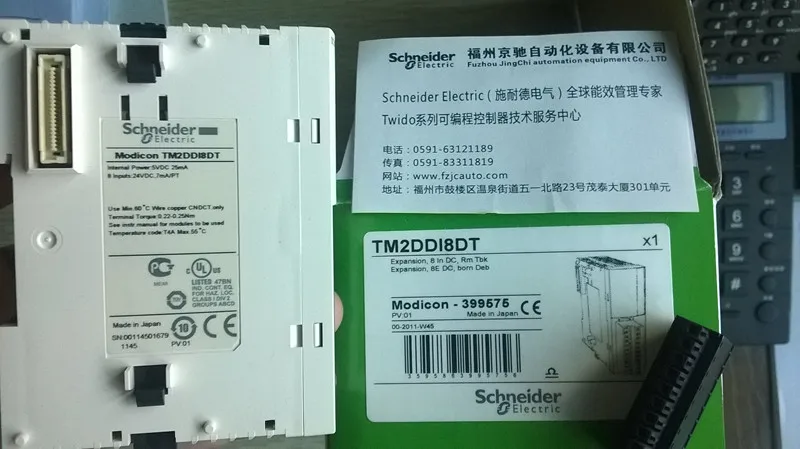 Schneider
Electric
Modicon TM2DDI8DT
Internal Power:5VDC 25mA
8 Inputs:24VDC,7mA/PT
Use Min 60°C Wire copper CNDCT.only
Terminal Torque:0.22-0.25Nm
See instr.manual for modules to be used
Temperature code:T4A Max 55°C
C UL US
LISTED 47BN
IND. CONT. EQ.
FOR HAZ. LOC.
CLASS I DIV 2
GROUPS ABCD
Made in Japan
SN:00114501679
1145
10
PV:01
CE
Schneider
Electric
福州京驰自动化设备有限公司
Fuzhou JingChi automation equipment Co., LTD
Schneider Electric(施耐德电气)全球能效管理专家
Twido系列可编程控制器技术服务中心
电话:0591-63121189
传真:0591-83311819
网站:www.fzjcauto.com
地址:福州市鼓楼区温泉街道五一北路23号茂泰大厦301单元
TM2DDI8DT
x1
Expansion, 8 In DC, Rm.Tbk
Expansion, 8E DC, born Deb
Modicon - 399575
CE
PV:01
Made in Japan
00-2011-W45
Schneider
Electric
3
6
9
#